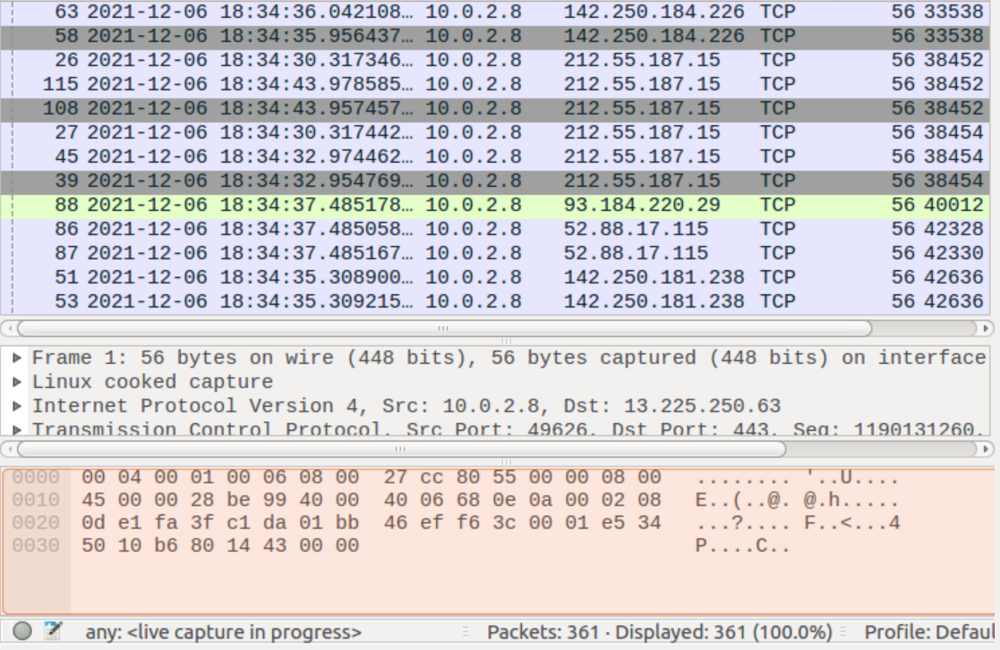 63 2021-12-06 18:34:36.042108… 10.0.2.8 142.250.184.226 TCP 56 33538
58 2021-12-06 18:34:35.956437… 10.0.2.8 142.250.184.226 TCP 56 33538
26 2021-12-06 18:34:30.317346… 10.0.2.8 212.55.187.15 TCP 56 38452
115 2021-12-06 18:34:43.978585… 10.0.2.8 212.55.187.15 TCP 56 38452
108 2021-12-06 18:34:43.957457… 10.0.2.8 212.55.187.15 TCP 56 38452
27 2021-12-06 18:34:30.317442… 10.0.2.8 212.55.187.15 TCP 56 38454
45 2021-12-06 18:34:32.974462… 10.0.2.8 212.55.187.15 TCP 56 38454
39 2021-12-06 18:34:32.954769… 10.0.2.8 212.55.187.15 TCP 56 38454
88 2021-12-06 18:34:37.485178… 10.0.2.8 93.184.220.29 TCP 56 40012
86 2021-12-06 18:34:37.485058… 10.0.2.8 52.88.17.115 TCP 56 42328
87 2021-12-06 18:34:37.485167… 10.0.2.8 52.88.17.115 TCP 56 42330
51 2021-12-06 18:34:35.308900… 10.0.2.8 142.250.181.238 TCP 56 42636
53 2021-12-06 18:34:35.309215… 10.0.2.8 142.250.181.238 TCP 56 42636
Frame 1: 56 bytes on wire (448 bits), 56 bytes captured (448 bits) on interface
Linux cooked capture
Internet Protocol Version 4, Src: 10.0.2.8, Dst: 13.225.250.63
Transmission Control Protocol, Src Port: 49626, Dst Port: 443, Seq: 1190131260,
0000 00 04 00 01 00 06 08 00 27 cc 80 55 00 00 08 00 ........ '..U....
0010 45 00 00 28 be 99 40 00 40 06 68 0e 0a 00 02 08 E..(..@. @.h.....
0020 0d e1 fa 3f c1 da 01 bb 46 ef f6 3c 00 01 e5 34 ...?.... F..<...4
0030 50 10 b6 80 14 43 00 00 P....C..
any: <live capture in progress> Packets: 361 · Displayed: 361 (100.0%) Profile: Defaul